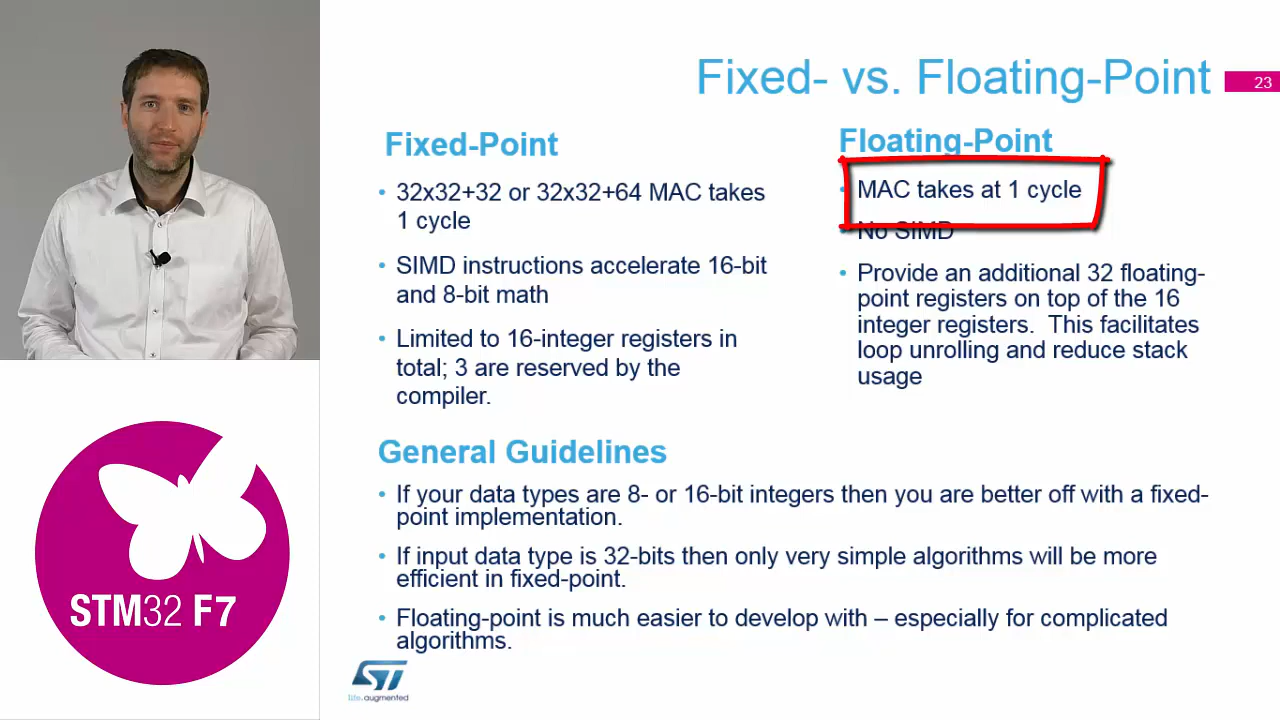 Fixed- vs. Floating-Point
23
Fixed-Point
• 32x32+32 or 32x32+64 MAC takes
1 cycle
• SIMD instructions accelerate 16-bit
and 8-bit math
• Limited to 16-integer registers in
total; 3 are reserved by the
compiler.
Floating-Point
• MAC takes at 1 cycle
• No SIMD
• Provide an additional 32 floating-
point registers on top of the 16
integer registers. This facilitates
loop unrolling and reduce stack
usage
General Guidelines
• If your data types are 8- or 16-bit integers then you are better off with a fixed-
point implementation.
• If input data type is 32-bits then only very simple algorithms will be more
efficient in fixed-point.
• Floating-point is much easier to develop with – especially for complicated
algorithms.
STM32 F7
ST
life.augmented